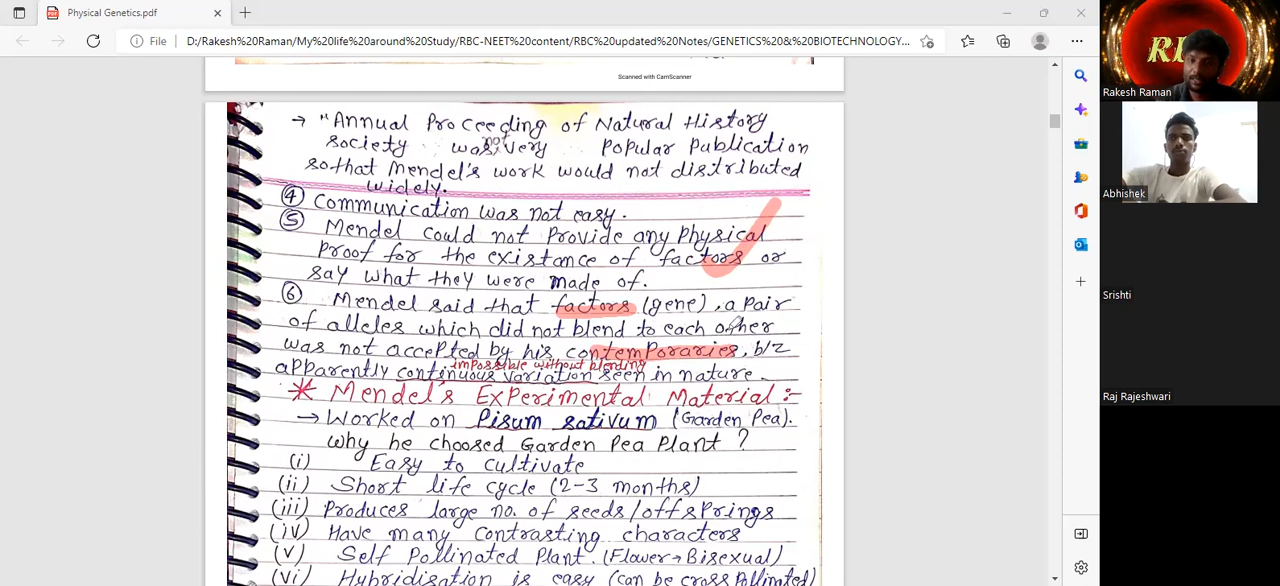 Physical Genetics.pdf
File
D:/Rakesh%20Raman/My%20life%20around%20Study/RBC-NEET%20content/RBC%20updated%20Notes/GENETICS%20&%20BIOTECHNOLOGY...
Scanned with CamScanner
→ "Annual Proceeding of Natural History
Society was not very Popular Publication
so that Mendel's work would not distributed
widely.
④ Communication was not easy.
⑤ Mendel could not Provide any Physical
Proof for the existance of factors or
say what they were made of.
⑥ Mendel said that factors (gene), a Pair
of alleles which did not blend to each other
was not accepted by his contemporaries, b/z
impossible without blending
apparently continuous variation seen in nature.
* Mendel's Experimental Material :-
→ Worked on Pisum sativum (Garden Pea).
why he choosed Garden Pea Plant ?
(i) Easy to cultivate
(ii) Short life cycle (2-3 months)
(iii) Produces large no. of seeds/offsprings
(iv) Have many contrasting characters
(v) Self Pollinated Plant. (Flower→Bisexual)
(vi) Hybridisation is easy (can be cross Pollinated)
Rakesh Raman
Abhishek
Srishti
Raj Rajeshwari